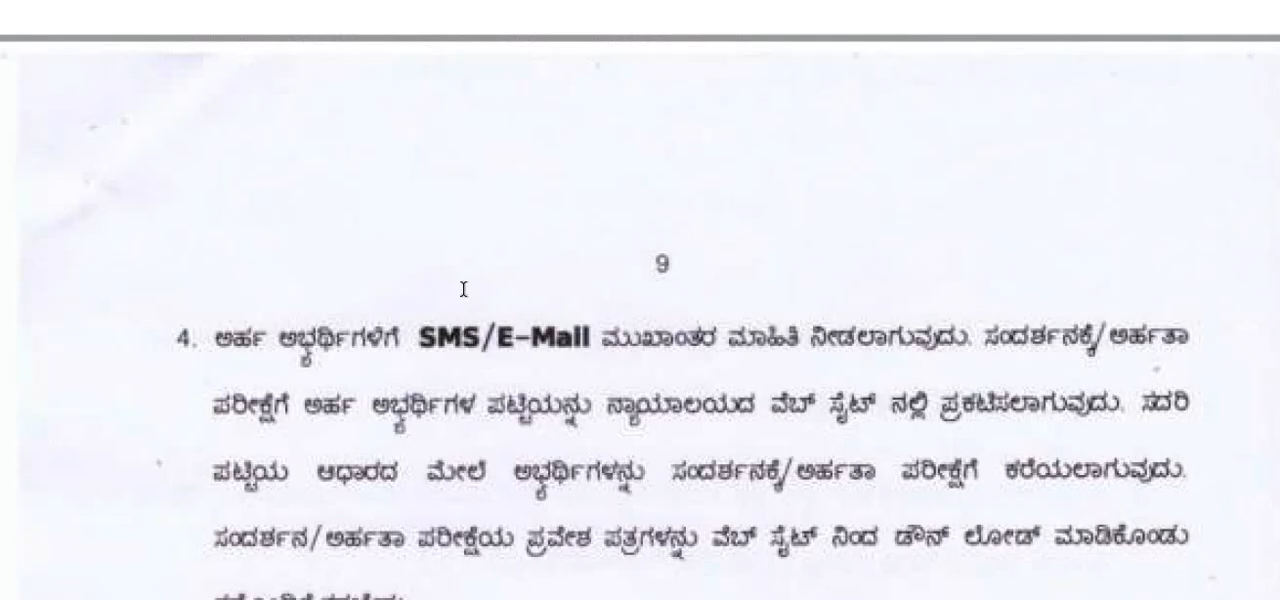 9
4. ಅರ್ಹ ಅಭ್ಯರ್ಥಿಗಳಿಗೆ SMS/E-Mail ಮುಖಾಂತರ ಮಾಹಿತಿ ನೀಡಲಾಗುವುದು. ಸಂದರ್ಶನಕ್ಕೆ/ಅರ್ಹತಾ
ಪರೀಕ್ಷೆಗೆ ಅರ್ಹ ಅಭ್ಯರ್ಥಿಗಳ ಪಟ್ಟಿಯನ್ನು ನ್ಯಾಯಾಲಯದ ವೆಬ್ ಸೈಟ್ ನಲ್ಲಿ ಪ್ರಕಟಿಸಲಾಗುವುದು. ಸದರಿ
ಪಟ್ಟಿಯ ಆಧಾರದ ಮೇಲೆ ಅಭ್ಯರ್ಥಿಗಳನ್ನು ಸಂದರ್ಶನಕ್ಕೆ/ಅರ್ಹತಾ ಪರೀಕ್ಷೆಗೆ ಕರೆಯಲಾಗುವುದು.
ಸಂದರ್ಶನ/ಅರ್ಹತಾ ಪರೀಕ್ಷೆಯ ಪ್ರವೇಶ ಪತ್ರಗಳನ್ನು ವೆಬ್ ಸೈಟ್ ನಿಂದ ಡೌನ್ ಲೋಡ್ ಮಾಡಿಕೊಂಡು